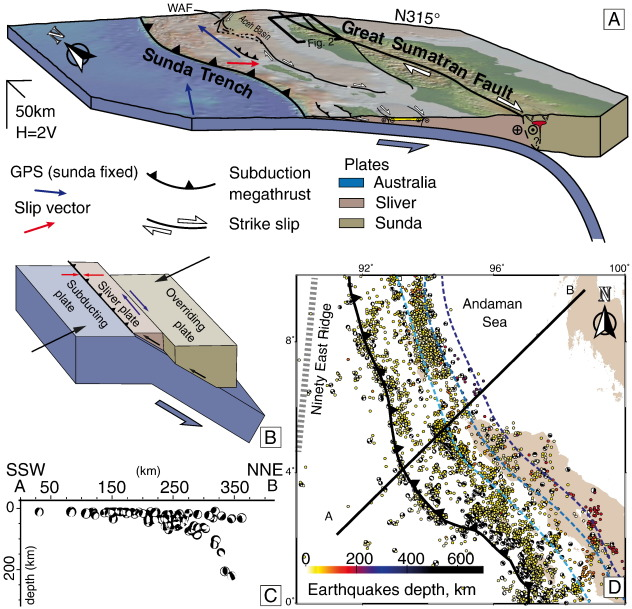 A
N315°
WAF
Aceh Basin
Fig. 2
N
Great Sumatran Fault
Sunda Trench
50km
H=2V
?
GPS (sunda fixed)
Slip vector
Subduction
megathrust
Strike slip
Plates
Australia
Sliver
Sunda
Subducting
plate
Sliver plate
Overriding
plate
B
SSW
(km)
NNE
A
50
150
250
350
B
0
200
depth (km)
C
92°
96°
100°
8°
4°
0°
Ninety East Ridge
Andaman
Sea
B
N
A
0
200
400
600
Earthquakes depth, km
D